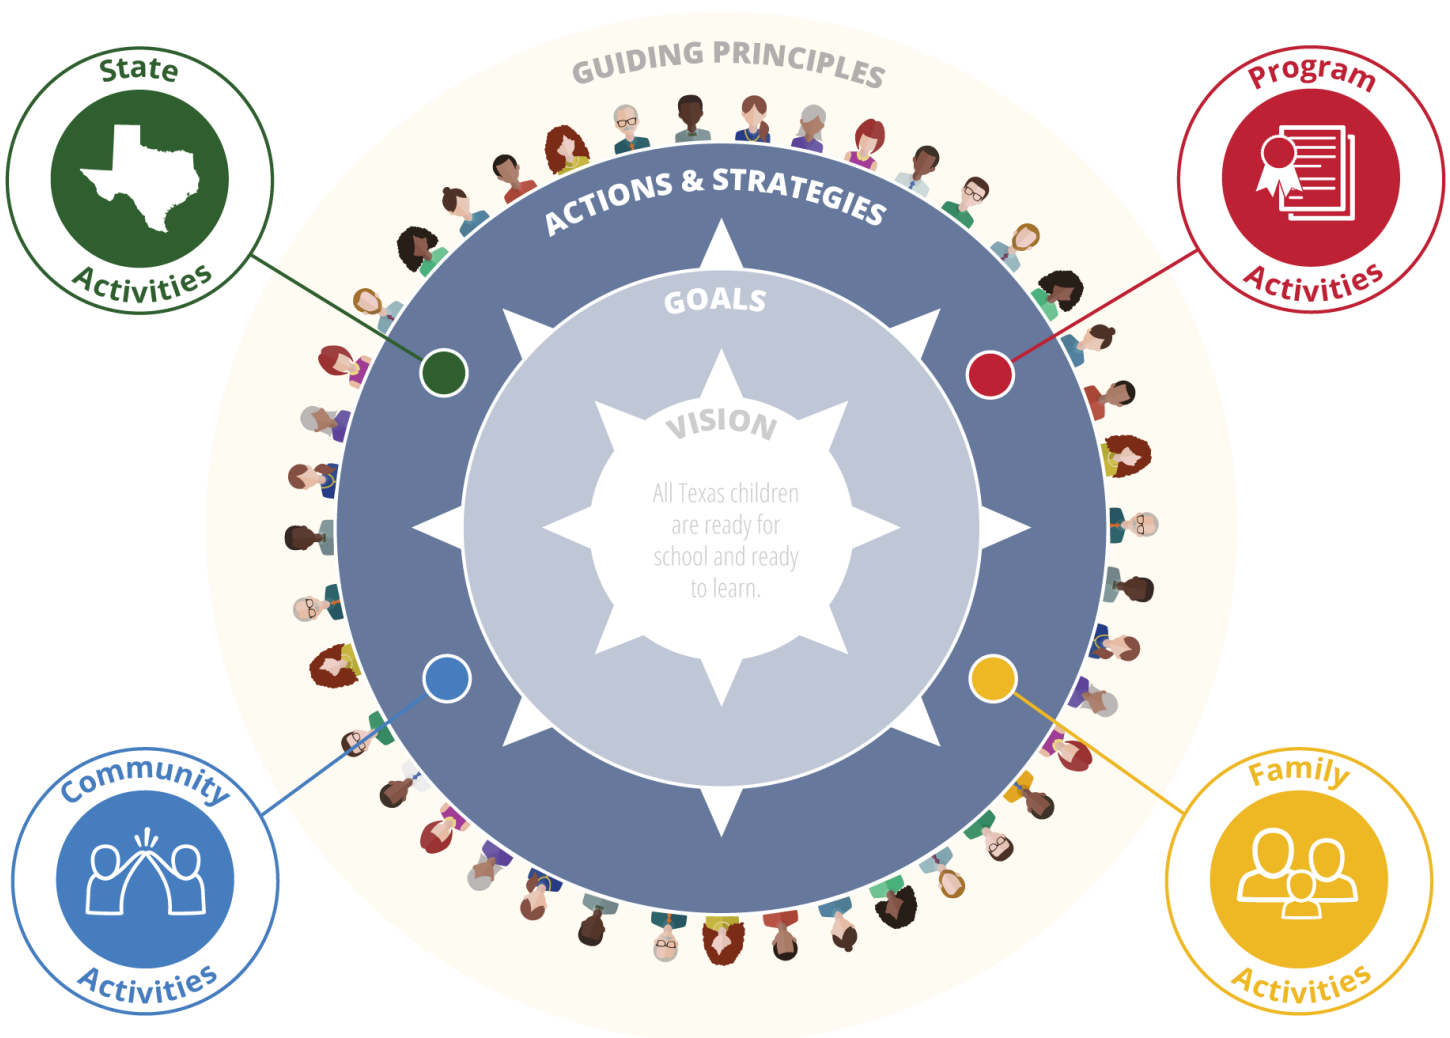 GUIDING PRINCIPLES
State
Activities
Program
Activities
ACTIONS & STRATEGIES
GOALS
VISION
All Texas children
are ready for
school and ready
to learn.
Community
Activities
Family
Activities